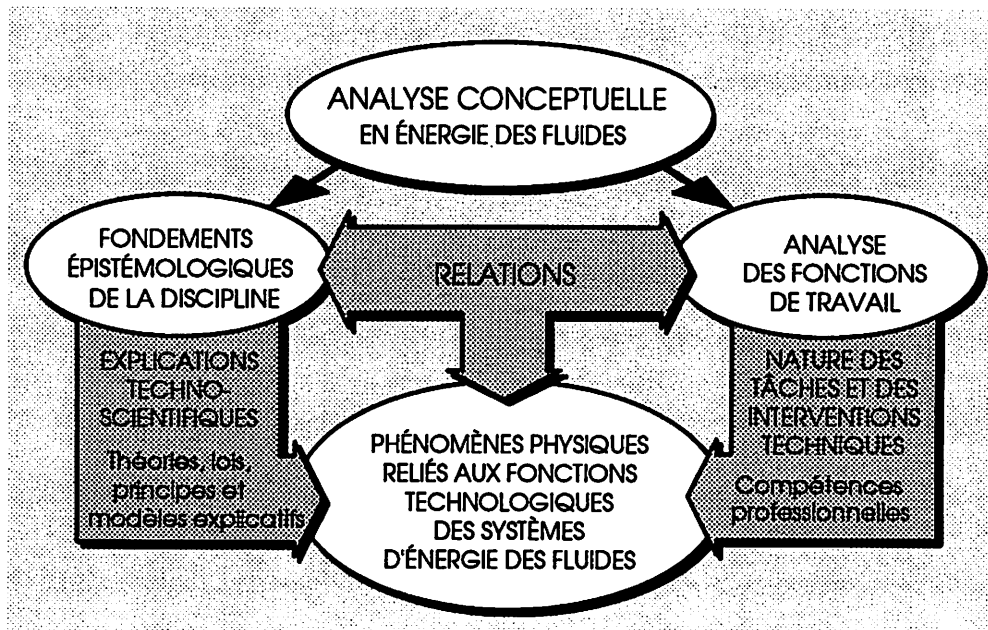 ANALYSE CONCEPTUELLE
EN ÉNERGIE DES FLUIDES
FONDEMENTS
ÉPISTÉMOLOGIQUES
DE LA DISCIPLINE
RELATIONS
ANALYSE
DES FONCTIONS
DE TRAVAIL
EXPLICATIONS
TECHNO-
SCIENTIFIQUES
Théories, lois,
principes et
modèles explicatifs
NATURE DES
TÂCHES ET DES
INTERVENTIONS
TECHNIQUES
Compétences
professionnelles
PHÉNOMÈNES PHYSIQUES
RELIÉS AUX FONCTIONS
TECHNOLOGIQUES
DES SYSTÈMES
D'ÉNERGIE DES FLUIDES